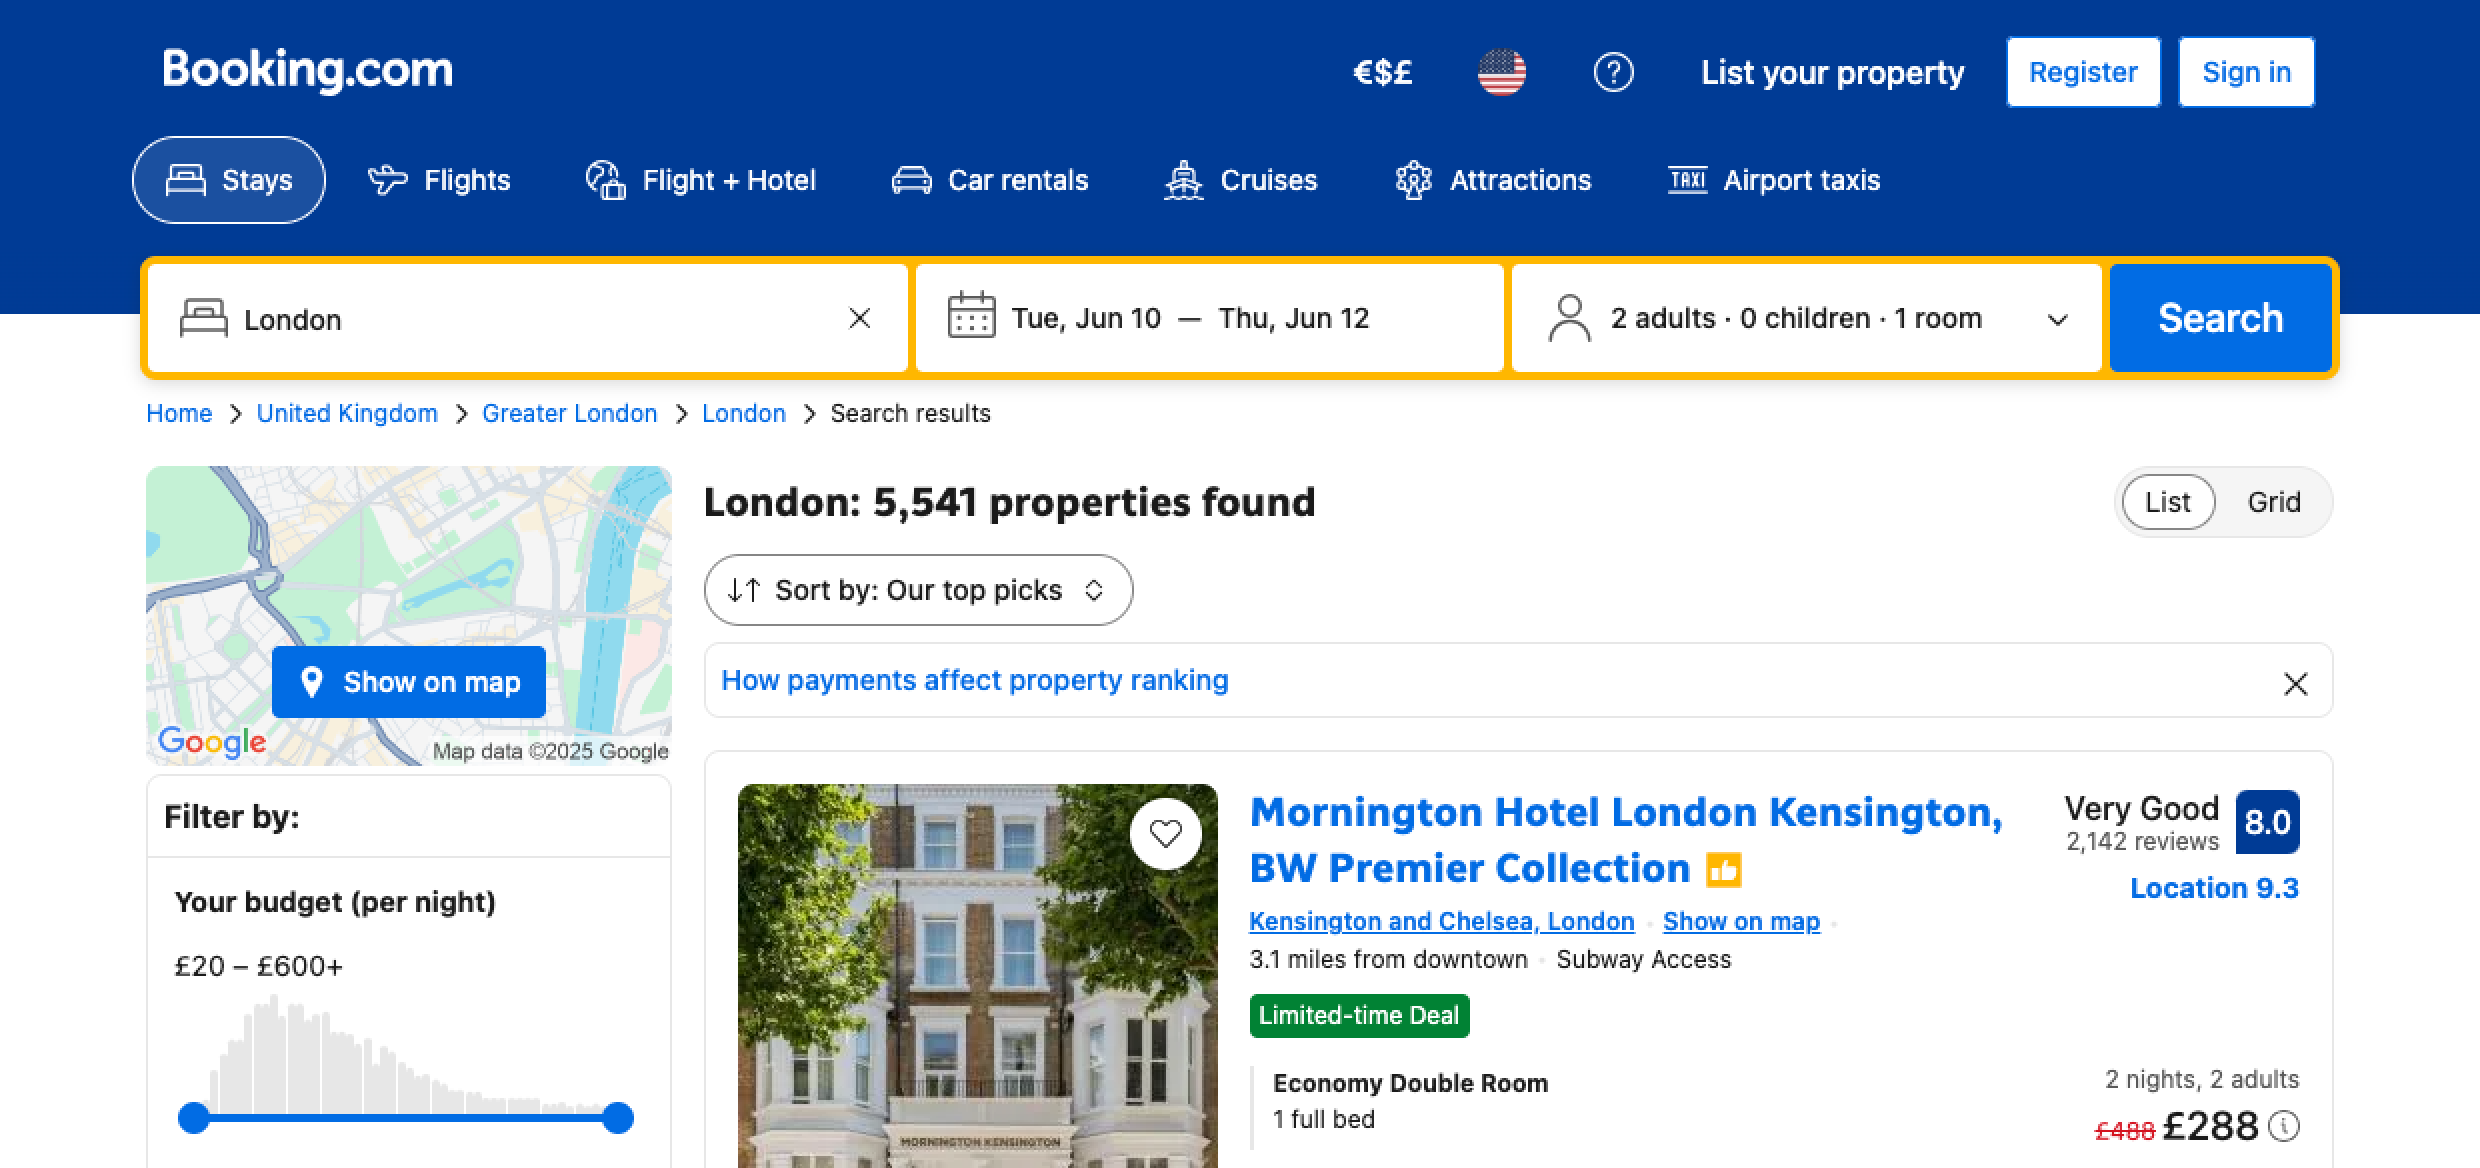 Booking.com
€$£
List your property
Register
Sign in
Stays
Flights
Flight + Hotel
Car rentals
Cruises
Attractions
TAXI Airport taxis
London
Tue, Jun 10 — Thu, Jun 12
2 adults · 0 children · 1 room
Search
Home > United Kingdom > Greater London > London > Search results
Show on map
Google
Map data ©2025 Google
Filter by:
Your budget (per night)
£20 – £600+
London: 5,541 properties found
List
Grid
Sort by: Our top picks
How payments affect property ranking
MORNINGTON KENSINGTON
Mornington Hotel London Kensington,
BW Premier Collection
Very Good
2,142 reviews
8.0
Location 9.3
Kensington and Chelsea, London · Show on map ·
3.1 miles from downtown · Subway Access
Limited-time Deal
Economy Double Room
1 full bed
2 nights, 2 adults
£488 £288